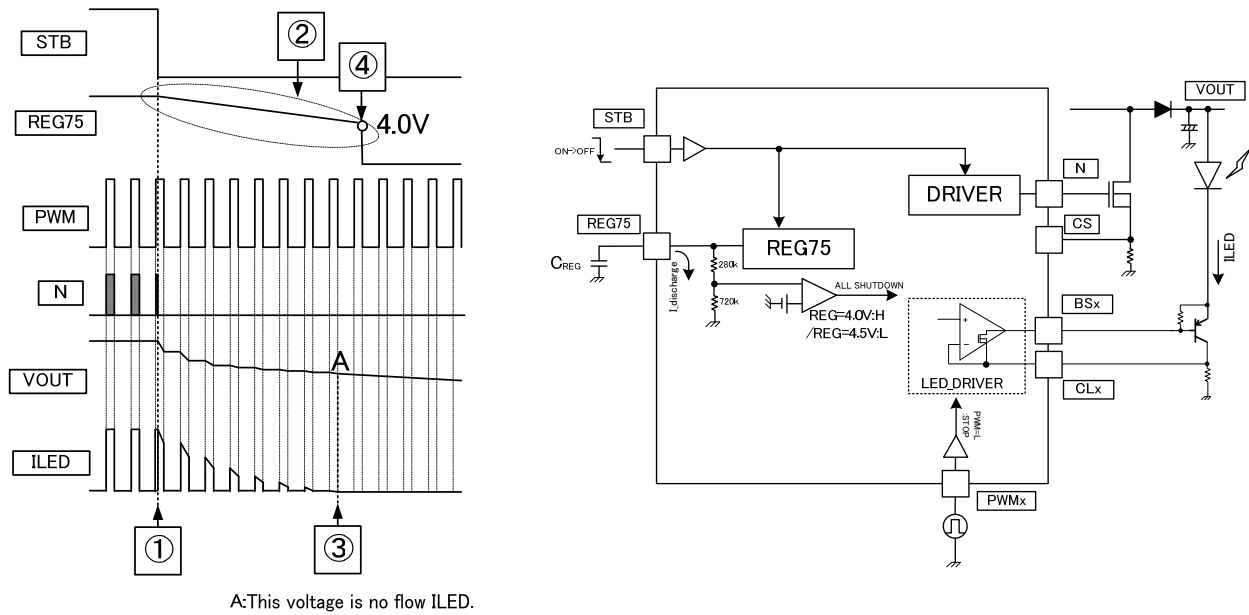 STB
②
④
REG75
4.0V
PWM
N
VOUT
A
ILED
①
③
A:This voltage is no flow ILED.
STB
ON->OFF
REG75
CREG
I_discharge
280k
720k
REG75
DRIVER
ALL SHUTDOWN
REG=4.0V:H
/REG=4.5V:L
+
-
LED_DRIVER
PWM=L
:STOP
PWMx
N
CS
BSx
CLx
VOUT
ILED